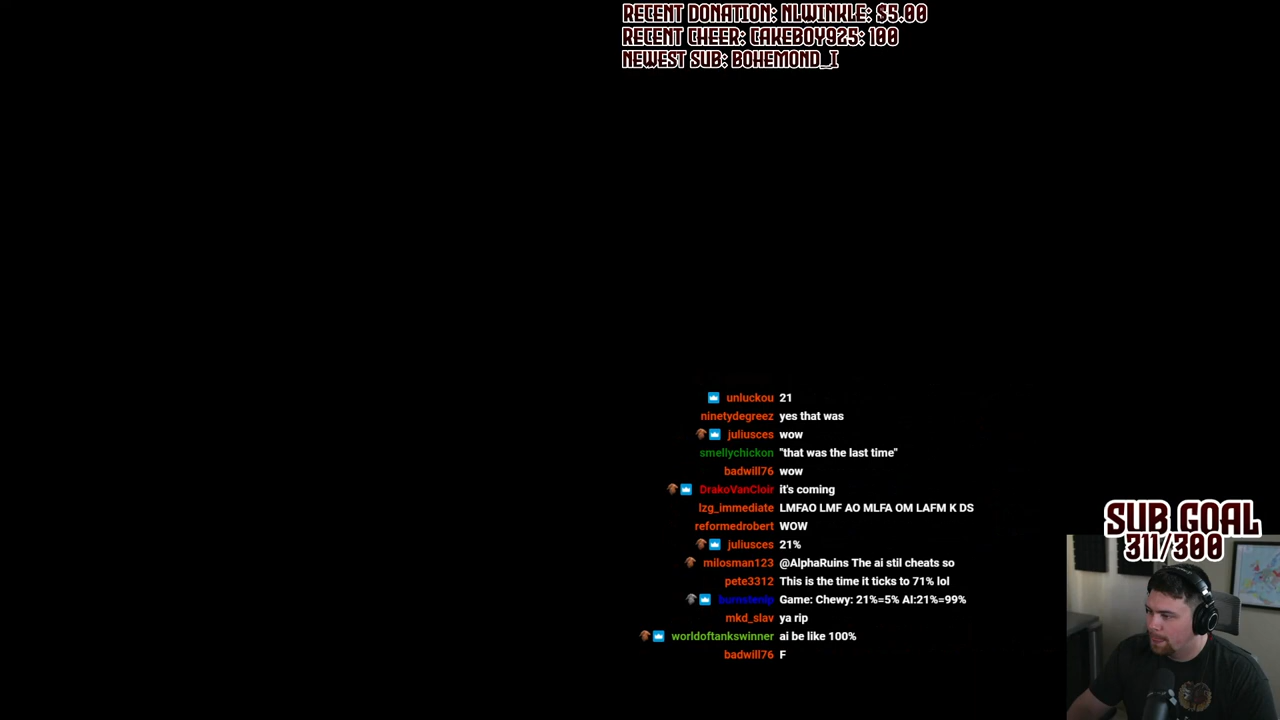 RECENT DONATION: NLWINKLE: $5.00
RECENT CHEER: CAKEBOY925: 100
NEWEST SUB: BOHEMOND_I
unluckou 21
ninetydegreez yes that was
juliusces wow
smellychickon "that was the last time"
badwill76 wow
DrakoVanCloir it's coming
lzg_immediate LMFAO LMF AO MLFA OM LAFM K DS
reformedrobert WOW
juliusces 21%
milosman123 @AlphaRuins The ai stil cheats so
pete3312 This is the time it ticks to 71% lol
Game: Chewy: 21%=5% AI:21%=99%
mkd_slav ya rip
worldoftankswinner ai be like 100%
badwill76 F
SUB GOAL
311/300